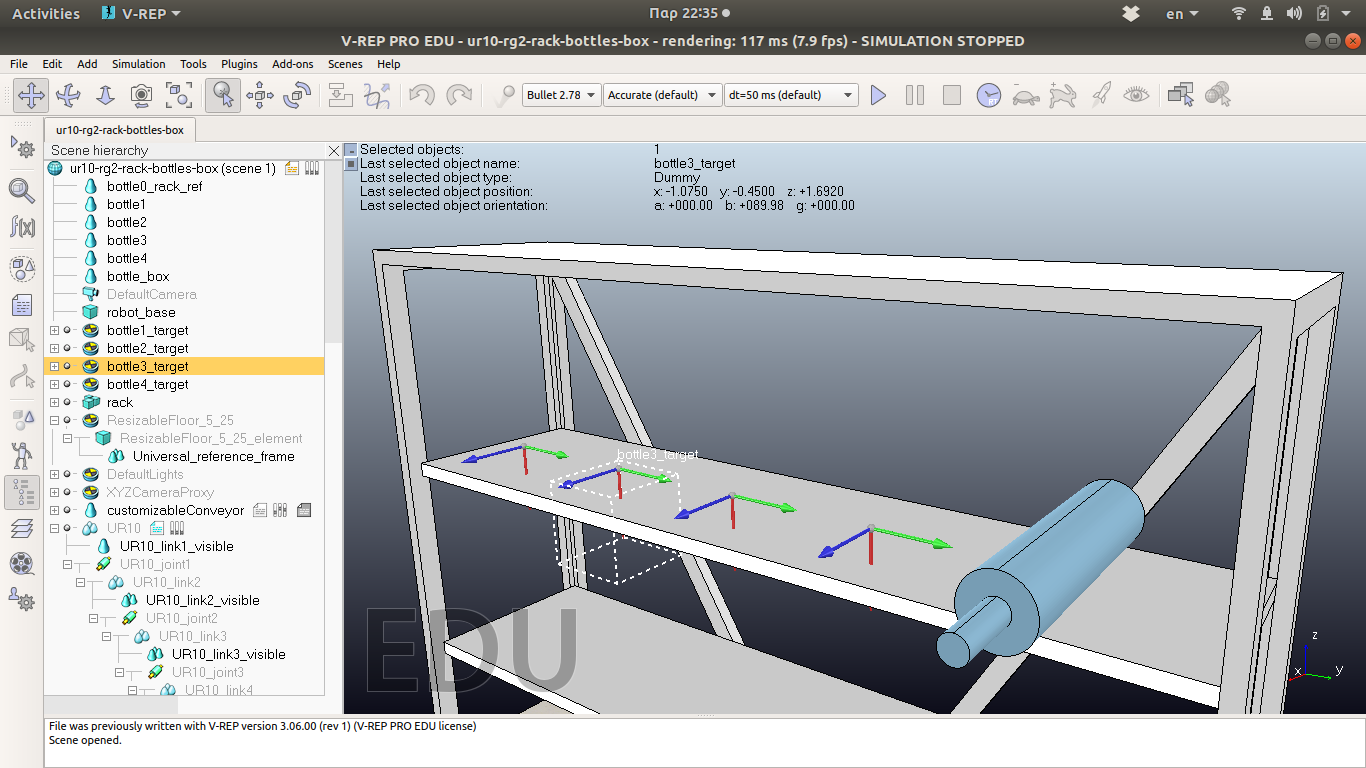 Activities V-REP Παρ 22:35 en
V-REP PRO EDU - ur10-rg2-rack-bottles-box - rendering: 117 ms (7.9 fps) - SIMULATION STOPPED
File Edit Add Simulation Tools Plugins Add-ons Scenes Help
Bullet 2.78 Accurate (default) dt=50 ms (default) RT
ur10-rg2-rack-bottles-box
Scene hierarchy
ur10-rg2-rack-bottles-box (scene 1)
bottle0_rack_ref
bottle1
bottle2
bottle3
bottle4
bottle_box
DefaultCamera
robot_base
bottle1_target
bottle2_target
bottle3_target
bottle4_target
rack
ResizableFloor_5_25
ResizableFloor_5_25_element
Universal_reference_frame
DefaultLights
XYZCameraProxy
customizableConveyor
UR10
UR10_link1_visible
UR10_joint1
UR10_link2
UR10_link2_visible
UR10_joint2
UR10_link3
UR10_link3_visible
UR10_joint3
UR10_link4
f(x)
Selected objects: 1
Last selected object name: bottle3_target
Last selected object type: Dummy
Last selected object position: x: -1.0750 y: -0.4500 z: +1.6920
Last selected object orientation: a: +000.00 b: +089.98 g: +000.00
bottle3_target
EDU
z
x
y
File was previously written with V-REP version 3.06.00 (rev 1) (V-REP PRO EDU license)
Scene opened.